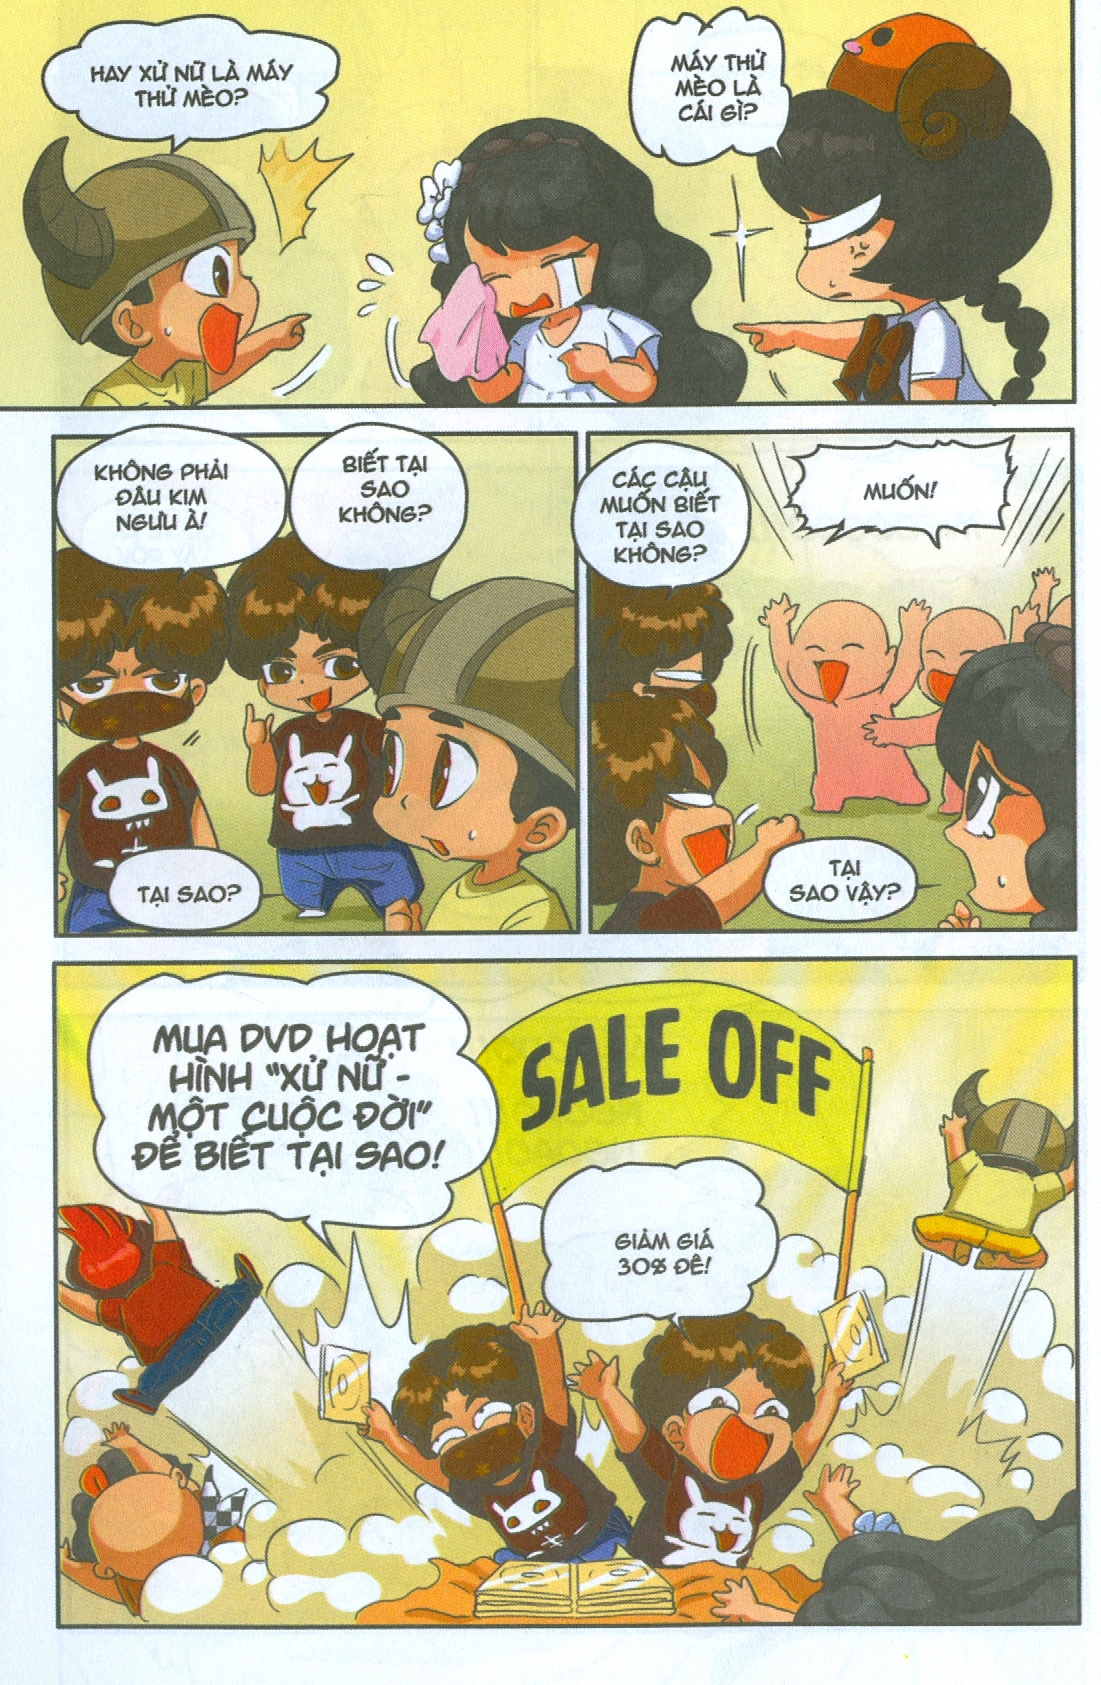 HAY XỬ NỮ LÀ MÁY
THỬ MÈO?
MÁY THỬ
MÈO LÀ
CÁI GÌ?
KHÔNG PHẢI
ĐÂU KIM
NGƯU À!
BIẾT TẠI
SAO
KHÔNG?
TẠI SAO?
CÁC CẬU
MUỐN BIẾT
TẠI SAO
KHÔNG?
MUỐN!
TẠI
SAO VẬY?
MUA DVD HOẠT
HÌNH "XỬ NỮ -
MỘT CUỘC ĐỜI"
ĐỂ BIẾT TẠI SAO!
SALE OFF
GIẢM GIÁ
30% ĐÊ!